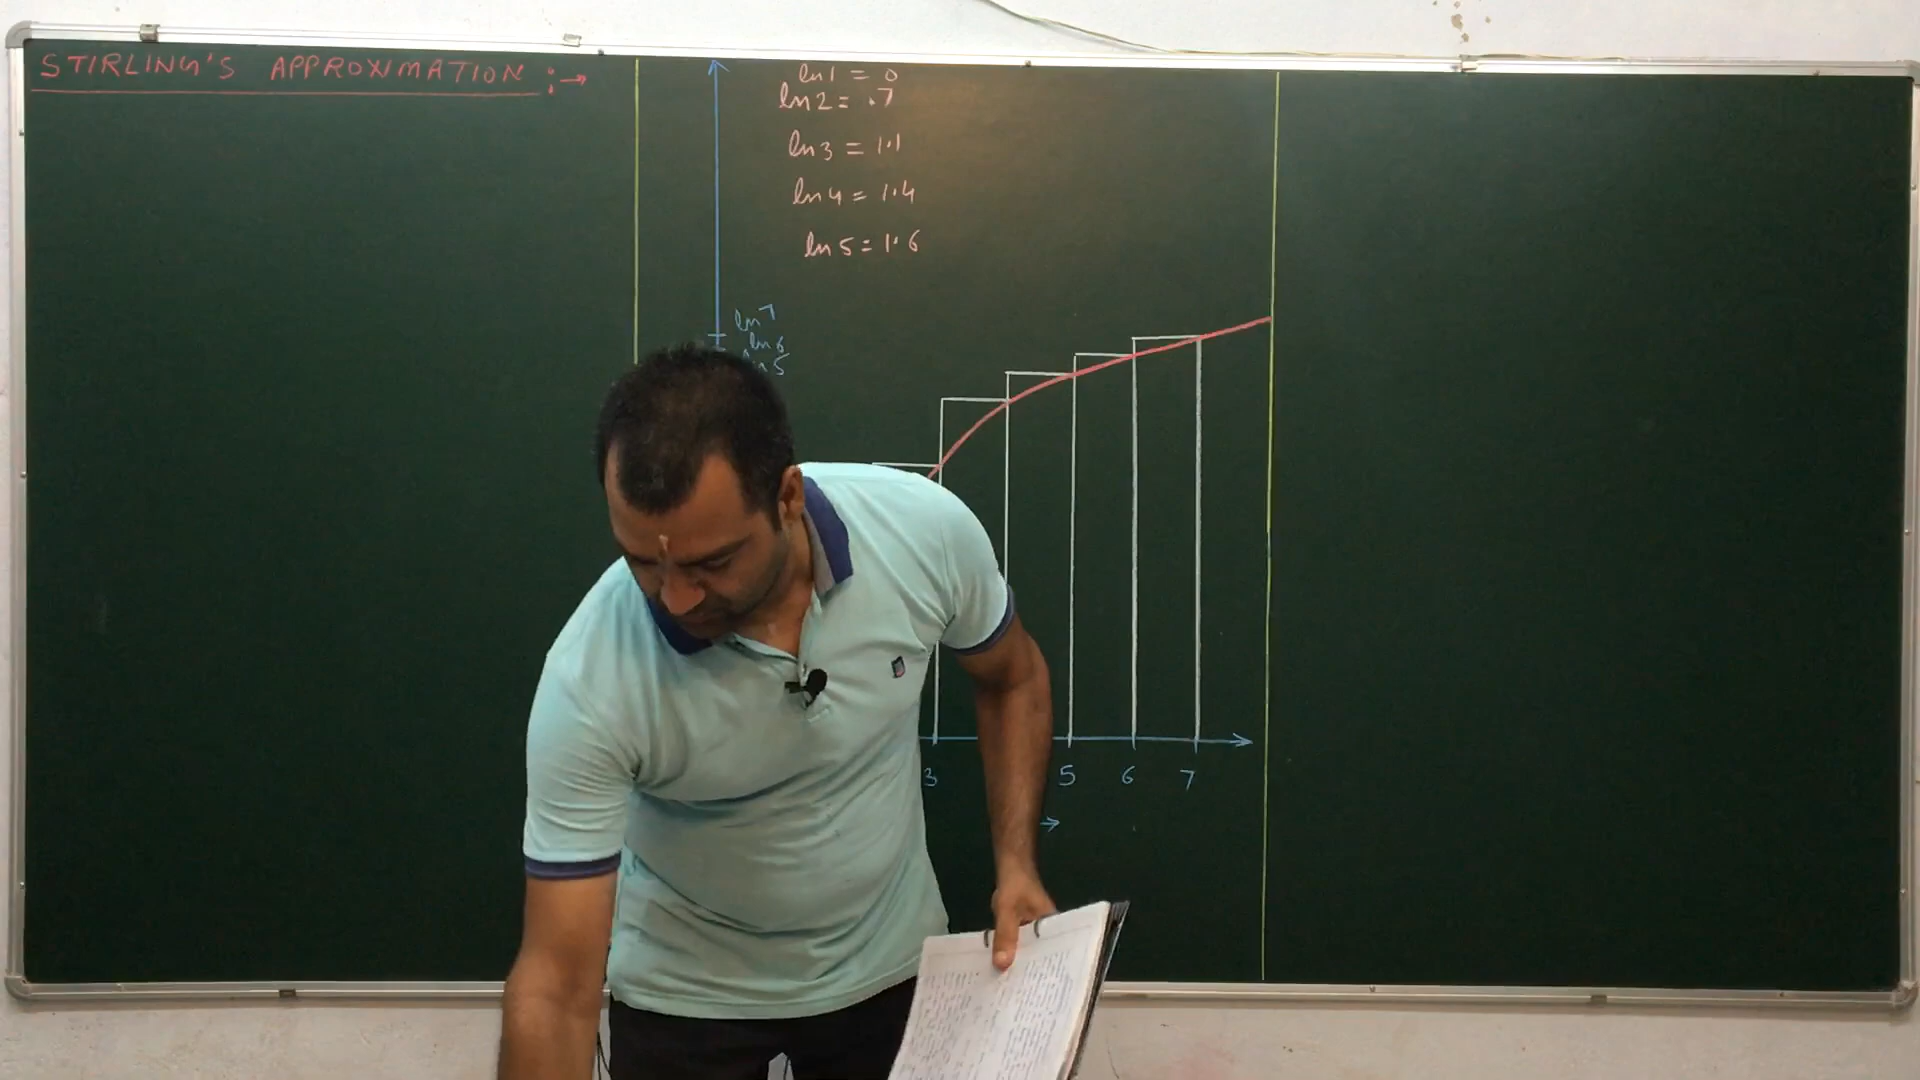 STIRLING'S APPROXIMATION :→
ln1 = 0
ln2 = .7
ln3 = 1.1
ln4 = 1.4
ln5 = 1.6
ln7
ln6
ln5
3 5 6 7
→